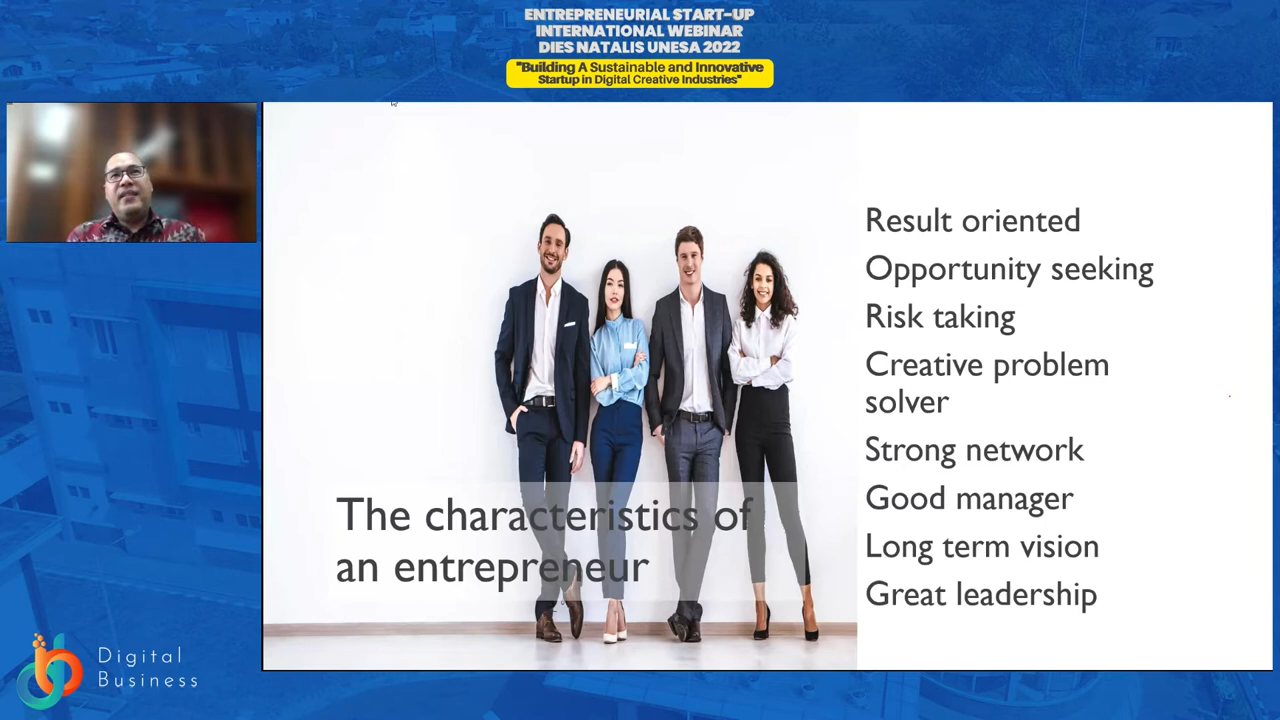 ENTREPRENEURIAL START-UP
INTERNATIONAL WEBINAR
DIES NATALIS UNESA 2022
"Building A Sustainable and Innovative
Startup in Digital Creative Industries"
The characteristics of
an entrepreneur
Result oriented
Opportunity seeking
Risk taking
Creative problem
solver
Strong network
Good manager
Long term vision
Great leadership
Digital
Business